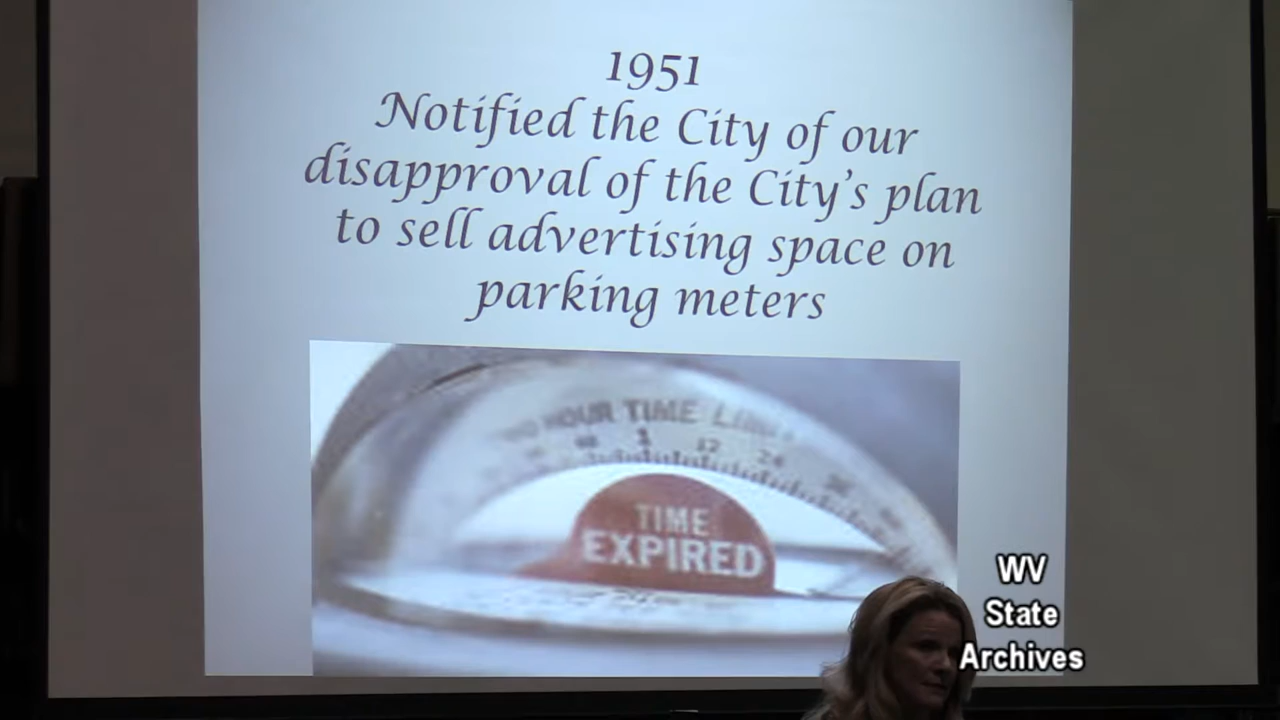 1951
Notified the City of our
disapproval of the City's plan
to sell advertising space on
parking meters
HOUR TIME LIMIT
12
24
TIME
EXPIRED
WV
State
Archives